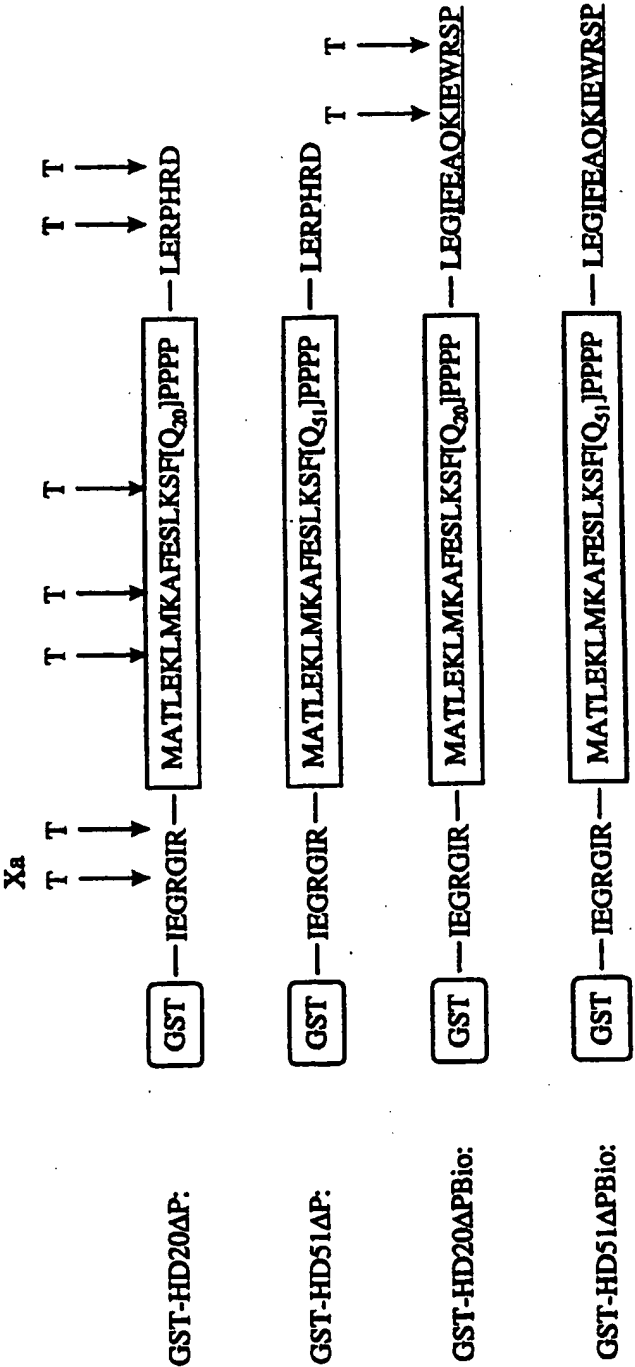 Xa
T T T T T T T
GST-HD20ΔP: GST —IEGRGIR— MATLEKLMKAFESLKSF[Q20]PPPP — LERPHRD
GST-HD51ΔP: GST —IEGRGIR— MATLEKLMKAFESLKSF[Q51]PPPP — LERPHRD
T T
GST-HD20ΔPBio: GST —IEGRGIR— MATLEKLMKAFESLKSF[Q20]PPPP — LEGIFEAQKIEWRSP
GST-HD51ΔPBio: GST —IEGRGIR— MATLEKLMKAFESLKSF[Q51]PPPP — LEGIFEAQKIEWRSP